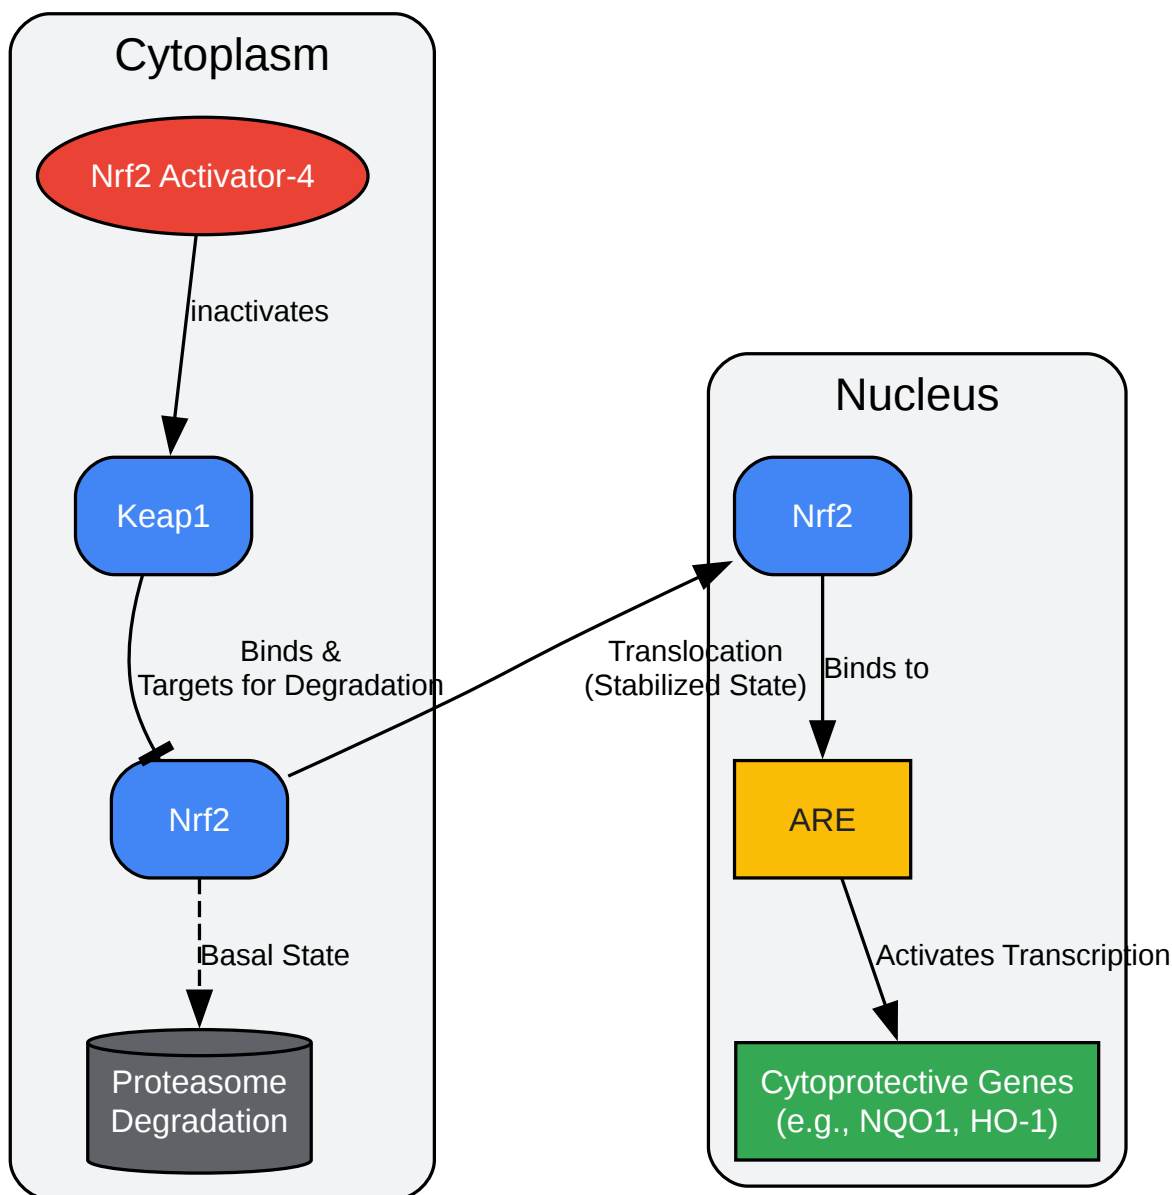 Cytoplasm
Nrf2 Activator-4
inactivates
Keap1
Binds &
Targets for Degradation
Nrf2
Basal State
Proteasome
Degradation
Translocation
(Stabilized State)
Nucleus
Nrf2
Binds to
ARE
Activates Transcription
Cytoprotective Genes
(e.g., NQO1, HO-1)